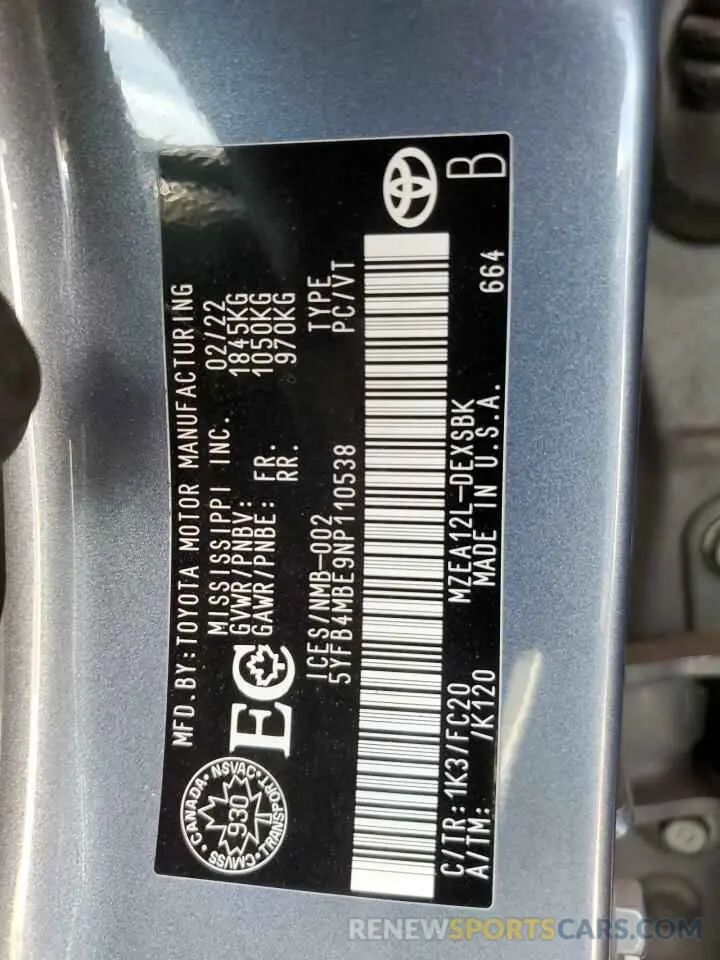 MFD.BY:TOYOTA MOTOR MANUFACTURING
MISSISSIPPI INC. 02/22
GVWR/PNBV: 1845KG
GAWR/PNBE: FR. 1050KG
RR. 970KG
CANADA • NSVAC • TRANSPORT • CMVSS •
930
EC
ICES/NMB-002 TYPE
5YFB4MBE9NP110538 PC/VT
C/TR:1K3/FC20 MZEA12L-DEXSBK
A/TM: /K120 MADE IN U.S.A. 664 B
RENEWSPORTSCARS.COM